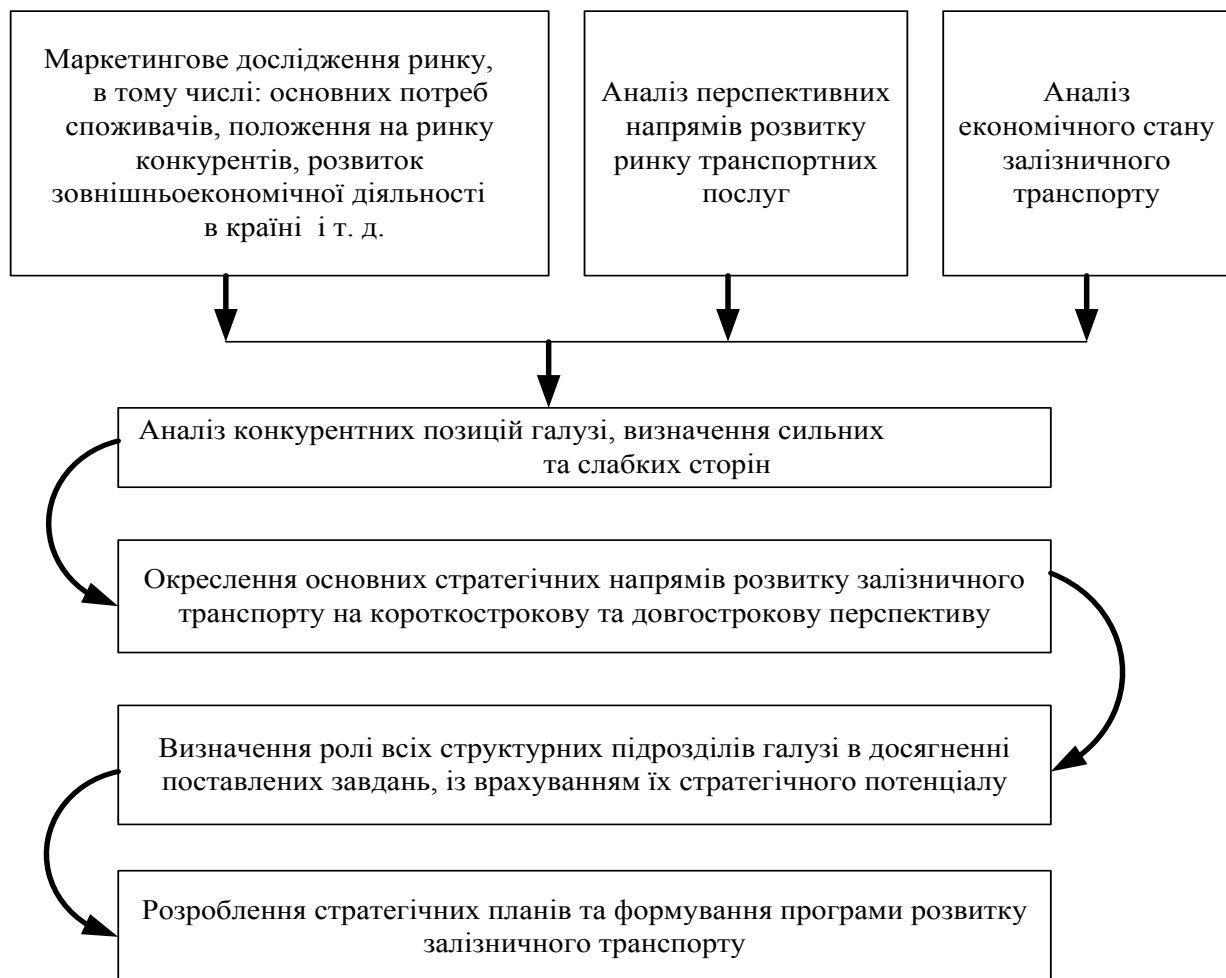 Маркетингове дослідження ринку,
в тому числі: основних потреб
споживачів, положення на ринку
конкурентів, розвиток
зовнішньоекономічної діяльності
в країні і т. д.
Аналіз перспективних
напрямів розвитку
ринку транспортних
послуг
Аналіз
економічного стану
залізничного
транспорту
Аналіз конкурентних позицій галузі, визначення сильних
та слабких сторін
Окреслення основних стратегічних напрямів розвитку залізничного
транспорту на короткострокову та довгострокову перспективу
Визначення ролі всіх структурних підрозділів галузі в досягненні
поставлених завдань, із врахуванням їх стратегічного потенціалу
Розроблення стратегічних планів та формування програми розвитку
залізничного транспорту